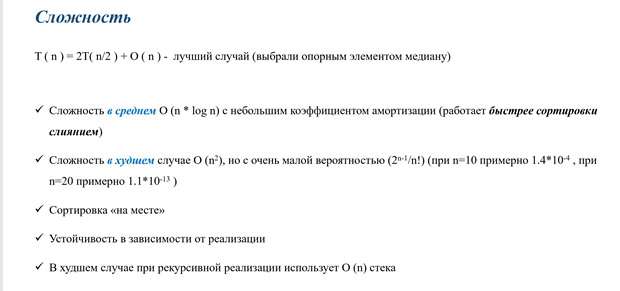 Сложность
T ( n ) = 2T( n/2 ) + O ( n ) - лучший случай (выбрали опорным элементом медиану)
✓ Сложность в среднем O (n * log n) с небольшим коэффициентом амортизации (работает быстрее сортировки
слиянием)
✓ Сложность в худшем случае O (n²), но с очень малой вероятностью (2ⁿ⁻¹/n!) (при n=10 примерно 1.4*10⁻⁴ , при
n=20 примерно 1.1*10⁻¹³ )
✓ Сортировка «на месте»
✓ Устойчивость в зависимости от реализации
✓ В худшем случае при рекурсивной реализации использует O (n) стека